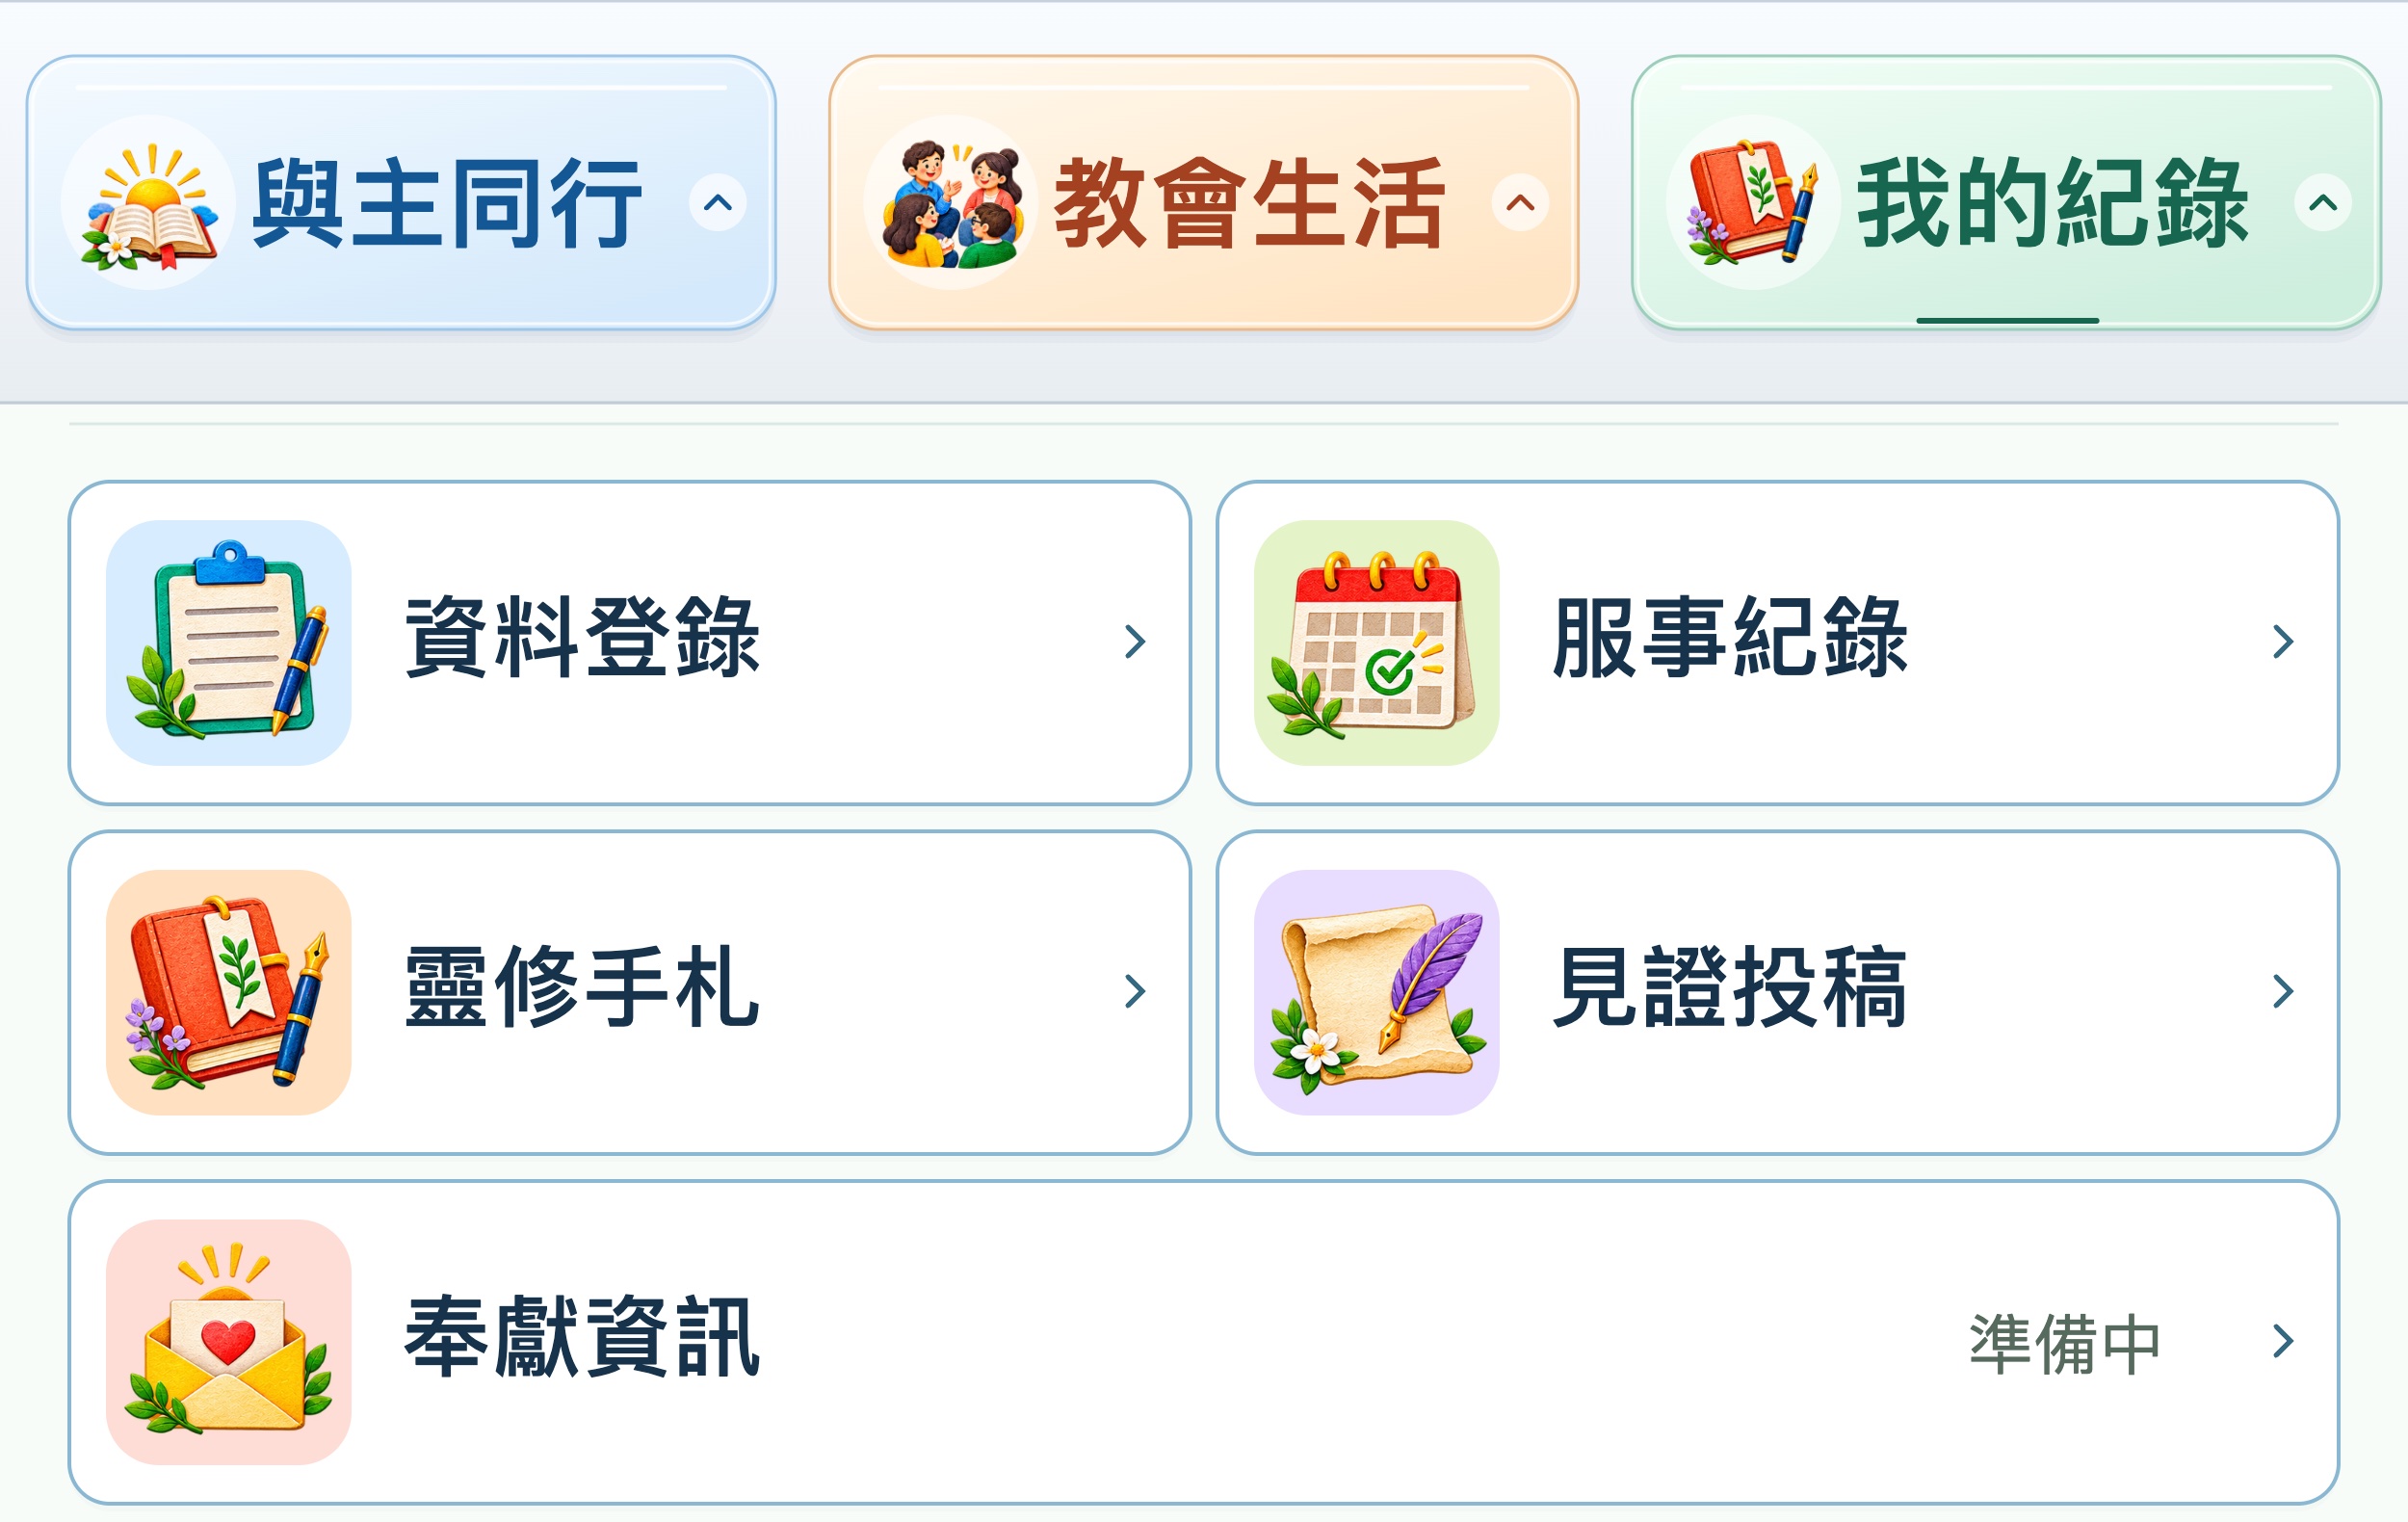 與主同行
教會生活
我的紀錄
資料登錄
服事紀錄
靈修手札
見證投稿
奉獻資訊
準備中